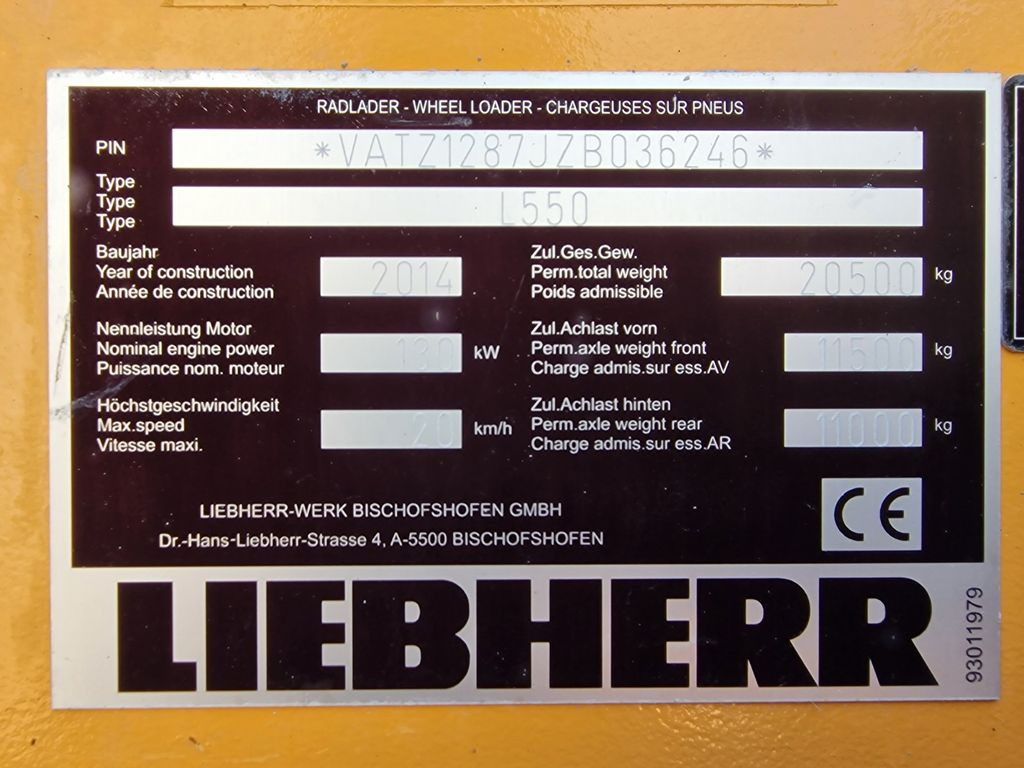 RADLADER - WHEEL LOADER - CHARGEUSES SUR PNEUS
PIN *VATZ1287JZB036246*
Type
Type L550
Type
Baujahr
Year of construction 2014
Année de construction
Zul.Ges.Gew.
Perm.total weight 20500 kg
Poids admissible
Nennleistung Motor
Nominal engine power 130 kW
Puissance nom. moteur
Zul.Achlast vorn
Perm.axle weight front 11500 kg
Charge admis.sur ess.AV
Höchstgeschwindigkeit
Max.speed 20 km/h
Vitesse maxi.
Zul.Achlast hinten
Perm.axle weight rear 11000 kg
Charge admis.sur ess.AR
LIEBHERR-WERK BISCHOFSHOFEN GMBH
Dr.-Hans-Liebherr-Strasse 4, A-5500 BISCHOFSHOFEN
CE
LIEBHERR
93011979